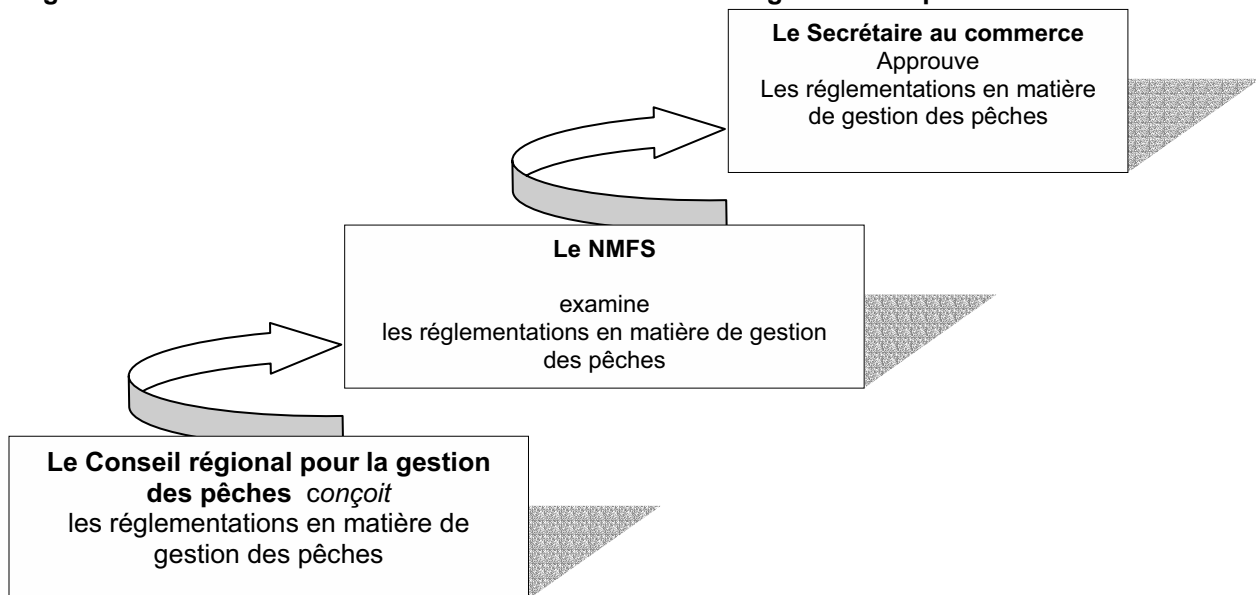 Le Secrétaire au commerce
Approuve
Les réglementations en matière
de gestion des pêches
Le NMFS
examine
les réglementations en matière de gestion
des pêches
Le Conseil régional pour la gestion
des pêches conçoit
les réglementations en matière de
gestion des pêches